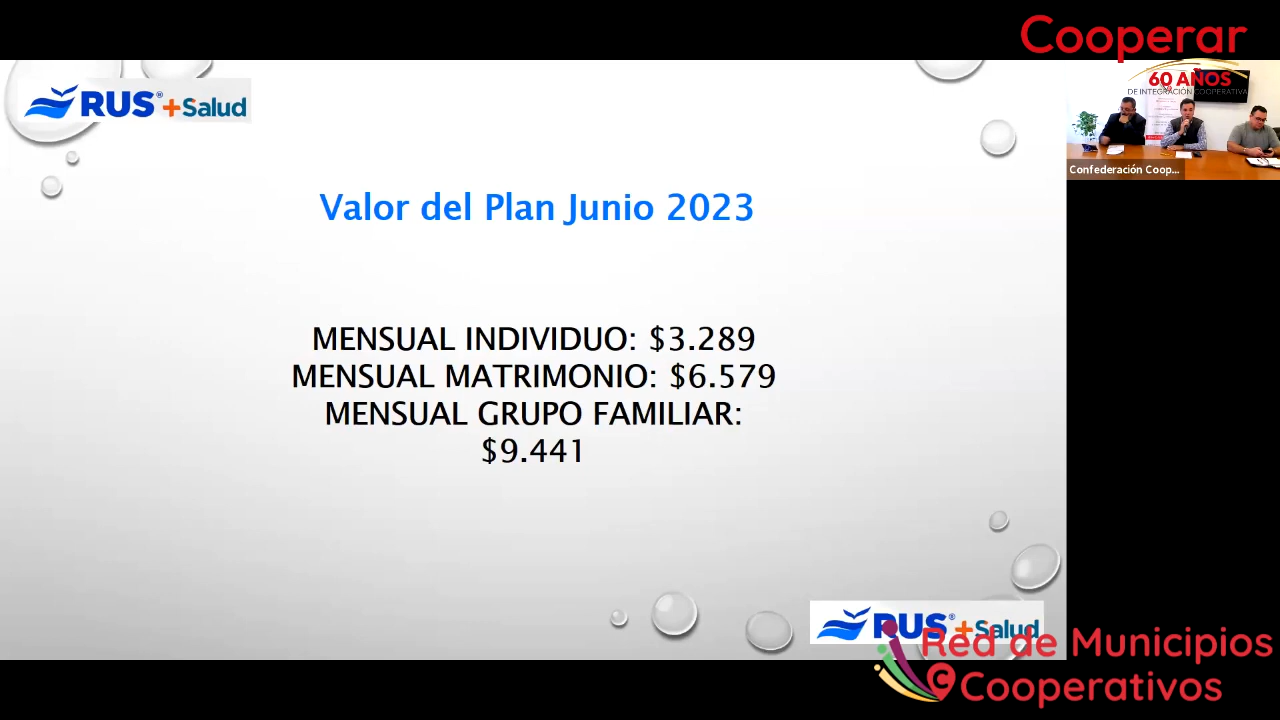 Cooperar
60 AÑOS
DE INTEGRACIÓN COOPERATIVA
RUS® +Salud
Confederación Coop...
Valor del Plan Junio 2023
MENSUAL INDIVIDUO: $3.289
MENSUAL MATRIMONIO: $6.579
MENSUAL GRUPO FAMILIAR:
$9.441
RUS® +Salud
Red de Municipios
Cooperativos